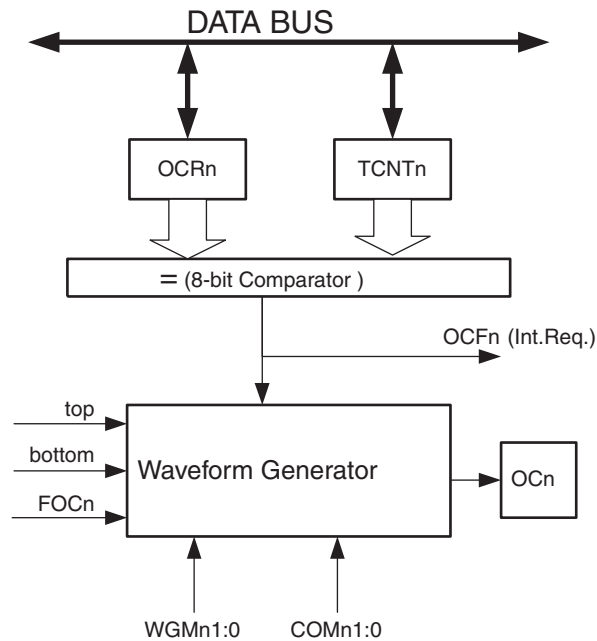 DATA BUS
OCRn
TCNTn
= (8-bit Comparator )
OCFn (Int.Req.)
top
bottom
FOCn
Waveform Generator
OCn
WGMn1:0
COMn1:0